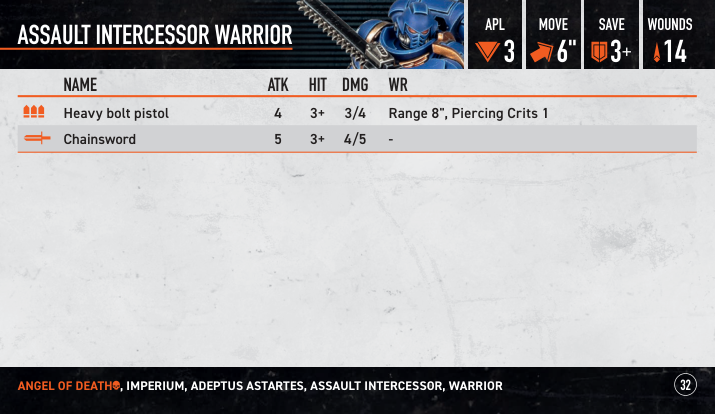 ASSAULT INTERCESSOR WARRIOR
APL MOVE SAVE WOUNDS
3 6" 3+ 14
NAME ATK HIT DMG WR
Heavy bolt pistol 4 3+ 3/4 Range 8", Piercing Crits 1
Chainsword 5 3+ 4/5 -
ANGEL OF DEATH, IMPERIUM, ADEPTUS ASTARTES, ASSAULT INTERCESSOR, WARRIOR
32